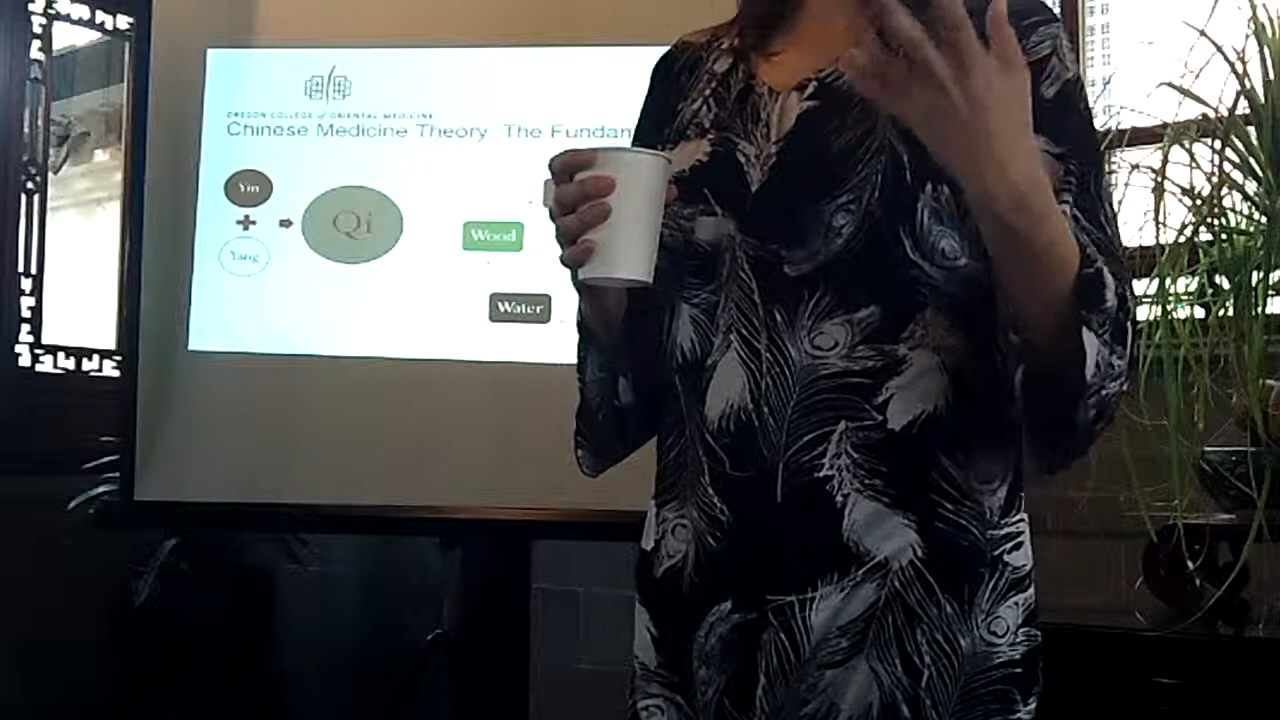 OREGON COLLEGE of ORIENTAL MEDICINE
Chinese Medicine Theory The Fundan
Yin
Qi
Yang
Wood
Water